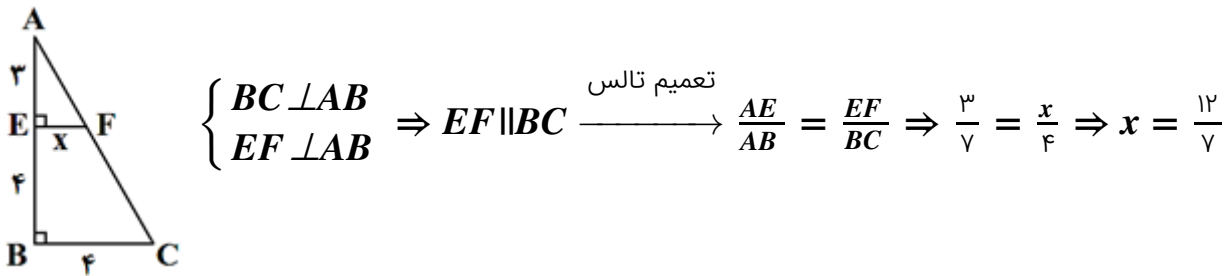 A
۳
E F
x
۴
B C
۴
{ BC⊥AB
EF⊥AB
⇒ EF||BC
تعمیم تالس
⟶ AE/AB = EF/BC ⇒ ۳/۷ = x/۴ ⇒ x = ۱۲/۷